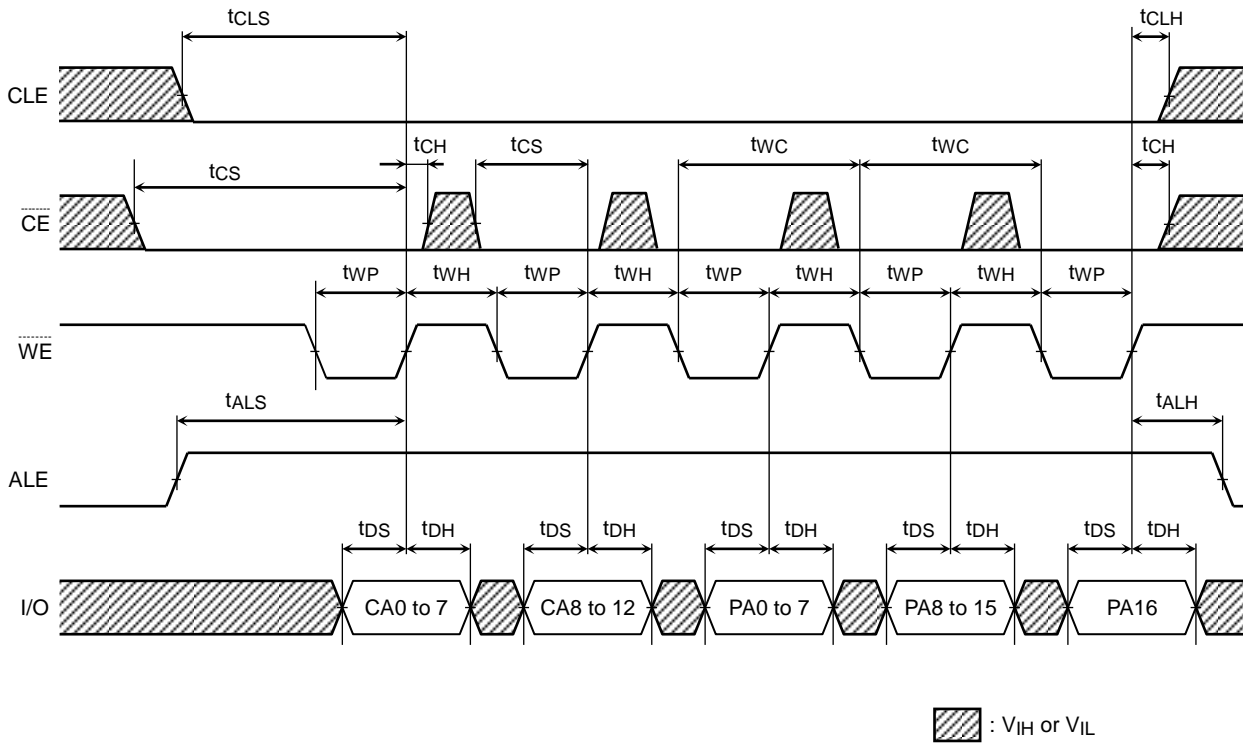 tCLS tCLH
CLE
tCH tCS tWC tWC tCH
tCS
CE
tWP tWH tWP tWH tWP tWH tWP tWH tWP
WE
tALS tALH
ALE
tDS tDH tDS tDH tDS tDH tDS tDH tDS tDH
I/O CA0 to 7 CA8 to 12 PA0 to 7 PA8 to 15 PA16
: VIH or VIL